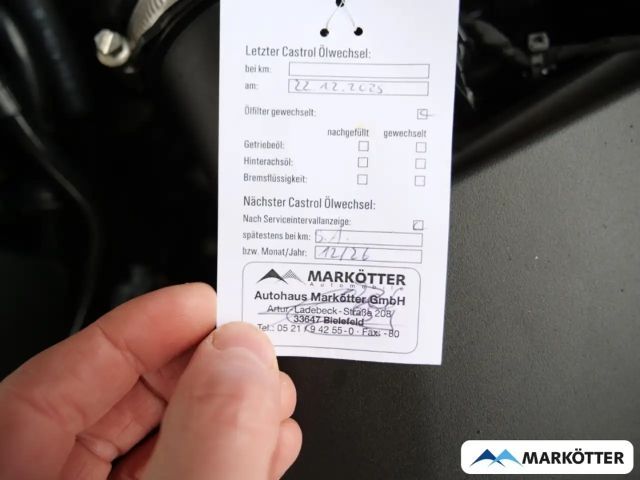 Letzter Castrol Ölwechsel:
bei km:
am: 22.12.2025
Ölfilter gewechselt:
nachgefüllt gewechselt
Getriebeöl:
Hinterachsöl:
Bremsflüssigkeit:
Nächster Castrol Ölwechsel:
Nach Serviceintervallanzeige:
spätestens bei km: S.A.
bzw. Monat/Jahr: 12/26
MARKÖTTER
Automobile
Autohaus Markötter GmbH
Artur-Ladebeck-Straße 208
33647 Bielefeld
Tel.: 05 21 / 9 42 55-0 · Fax: -80
MARKÖTTER